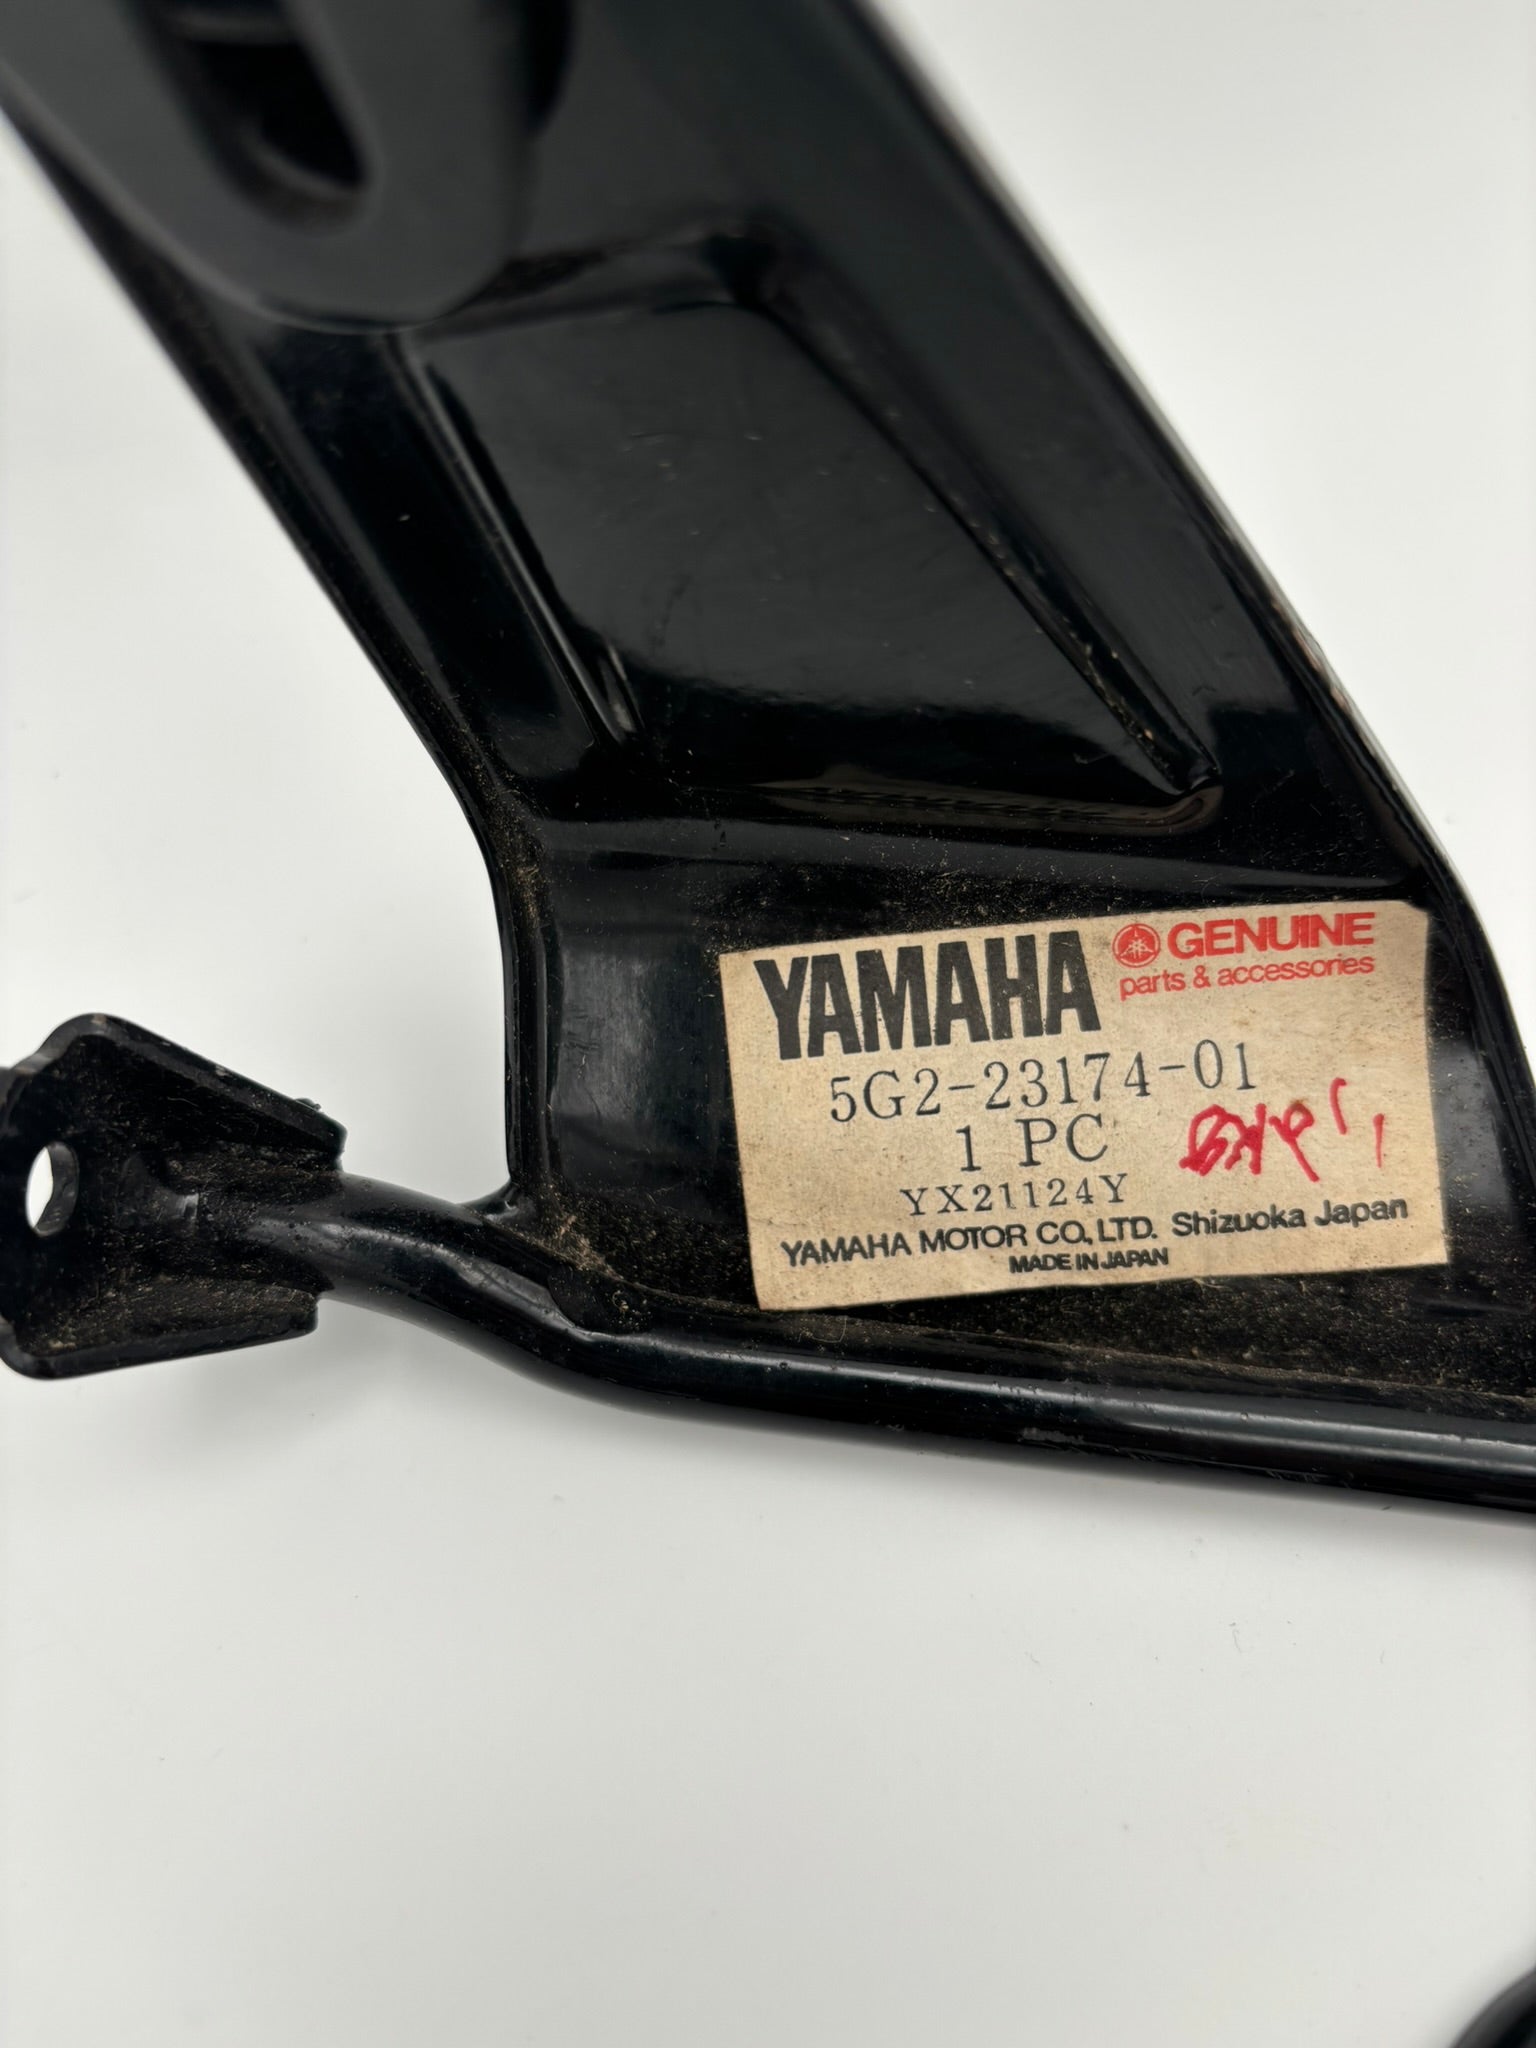 YAMAHA GENUINE
parts & accessories
5G2-23174-01
1 PC
YX21124Y
YAMAHA MOTOR CO., LTD. Shizuoka Japan
MADE IN JAPAN